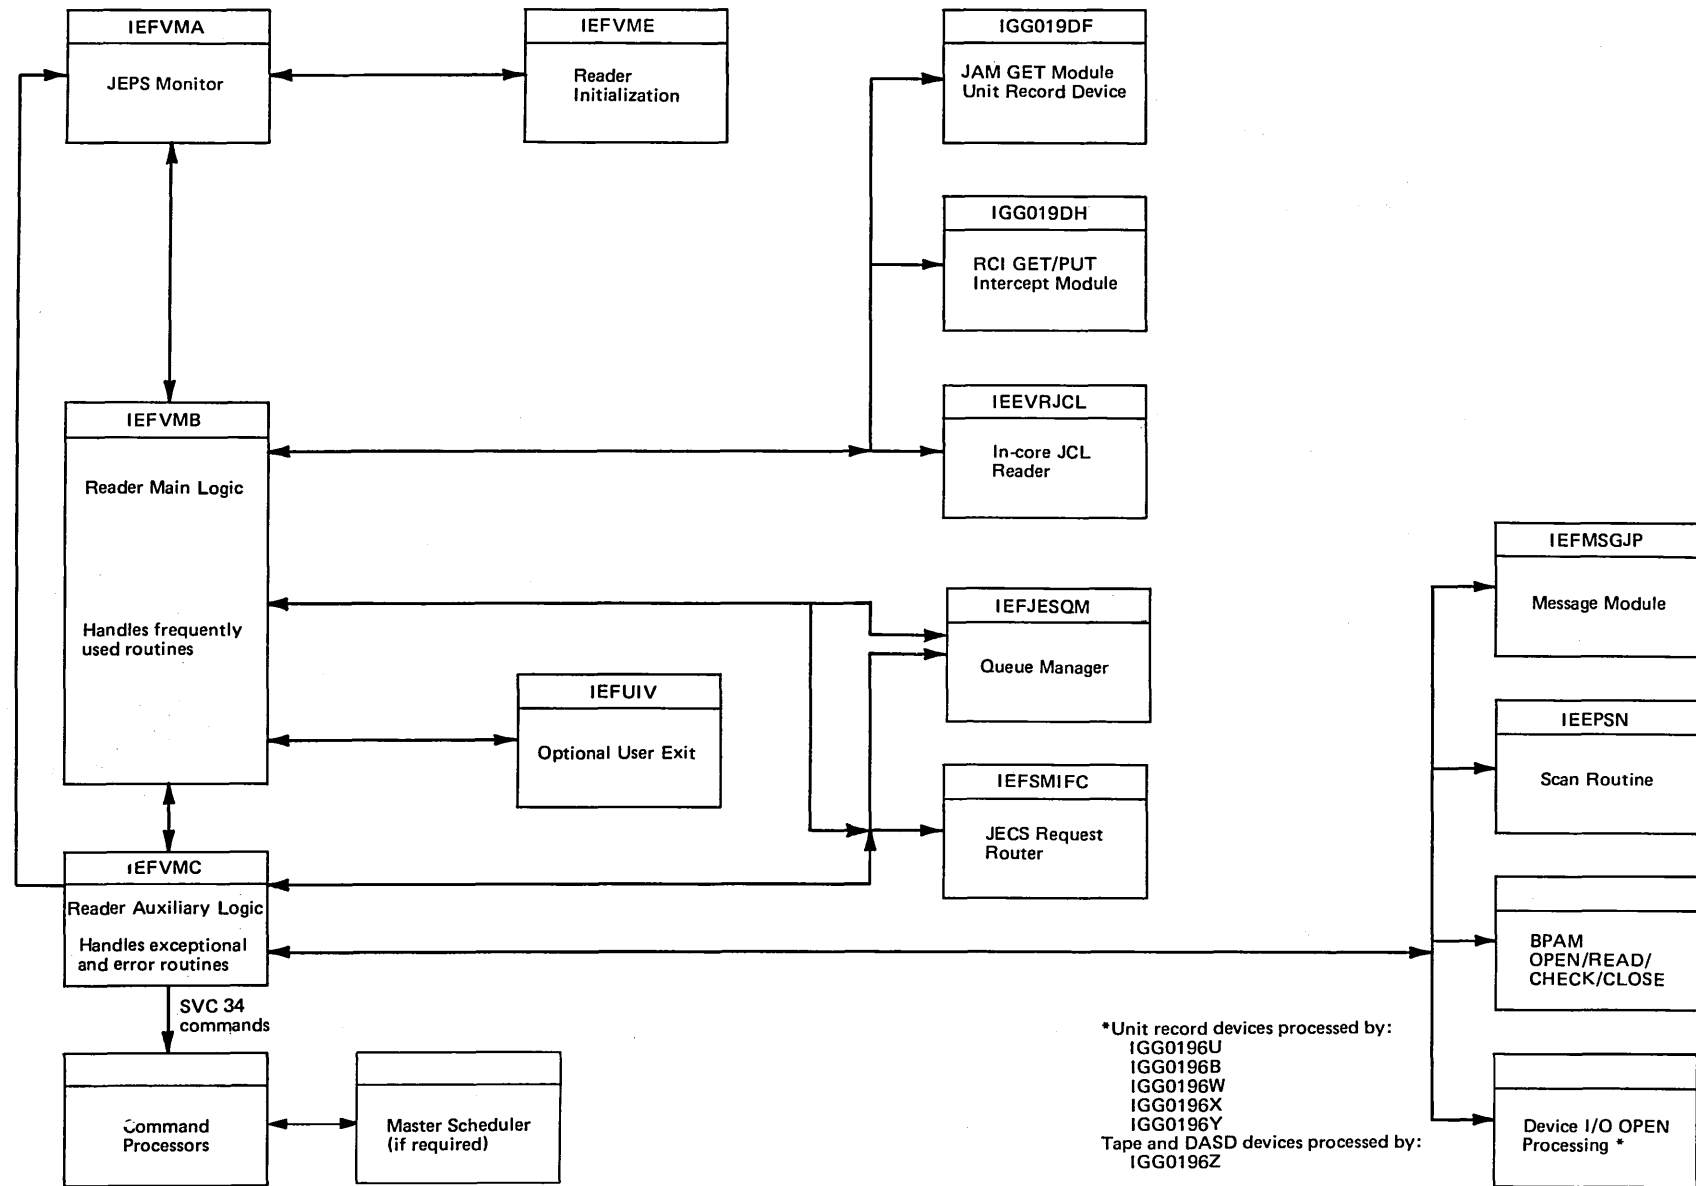 IEFVMA
JEPS Monitor
IEFVME
Reader
Initialization
IGG019DF
JAM GET Module
Unit Record Device
IGG019DH
RCI GET/PUT
Intercept Module
IEFVMB
Reader Main Logic
Handles frequently
used routines
IEEVRJCL
In-core JCL
Reader
IEFMSGJP
Message Module
IEFJESQM
Queue Manager
IEFUIV
Optional User Exit
IEEPSN
Scan Routine
IEFSMIFC
JECS Request
Router
IEFVMC
Reader Auxiliary Logic
Handles exceptional
and error routines
BPAM
OPEN/READ/
CHECK/CLOSE
SVC 34
commands
Command
Processors
Master Scheduler
(if required)
*Unit record devices processed by:
IGG0196U
IGG0196B
IGG0196W
IGG0196X
IGG0196Y
Tape and DASD devices processed by:
IGG0196Z
Device I/O OPEN
Processing *